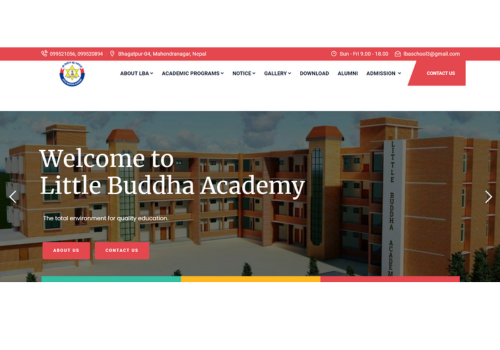 099521056, 099520894 Bhagatpur-04, Mahendranagar, Nepal Sun - Fri 9.00 - 18.00 lbaschool5@gmail.com
ABOUT LBA ACADEMIC PROGRAMS NOTICE GALLERY DOWNLOAD ALUMNI ADMISSION CONTACT US
Welcome to
Little Buddha Academy
The total environment for quality education.
ABOUT US CONTACT US
LITTLE BUDDHA ACADEM